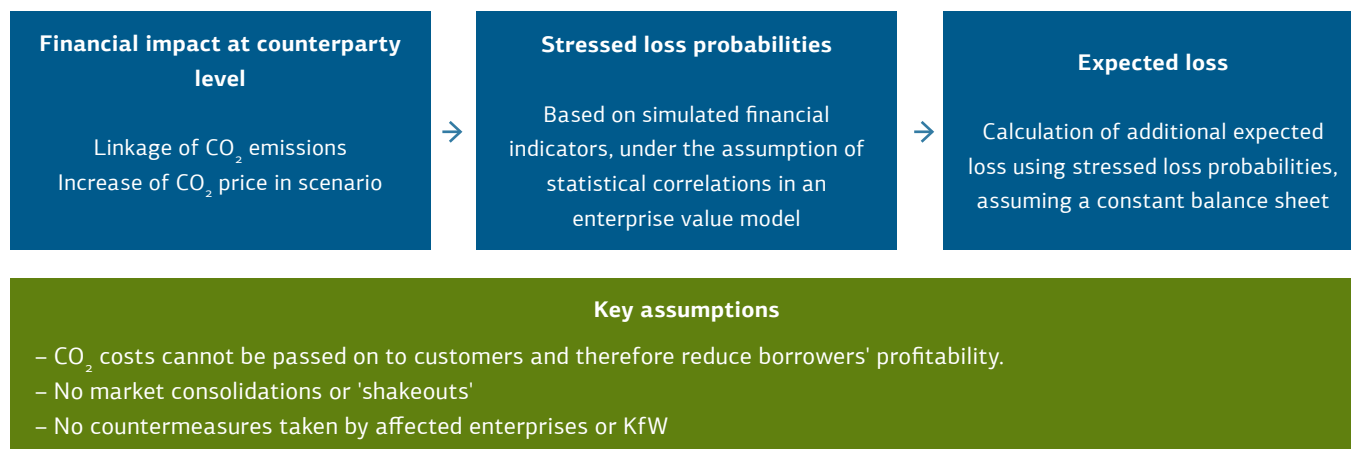 Financial impact at counterparty
level
Linkage of CO₂ emissions
Increase of CO₂ price in scenario
→
Stressed loss probabilities
Based on simulated financial
indicators, under the assumption of
statistical correlations in an
enterprise value model
→
Expected loss
Calculation of additional expected
loss using stressed loss probabilities,
assuming a constant balance sheet
Key assumptions
– CO₂ costs cannot be passed on to customers and therefore reduce borrowers' profitability.
– No market consolidations or 'shakeouts'
– No countermeasures taken by affected enterprises or KfW